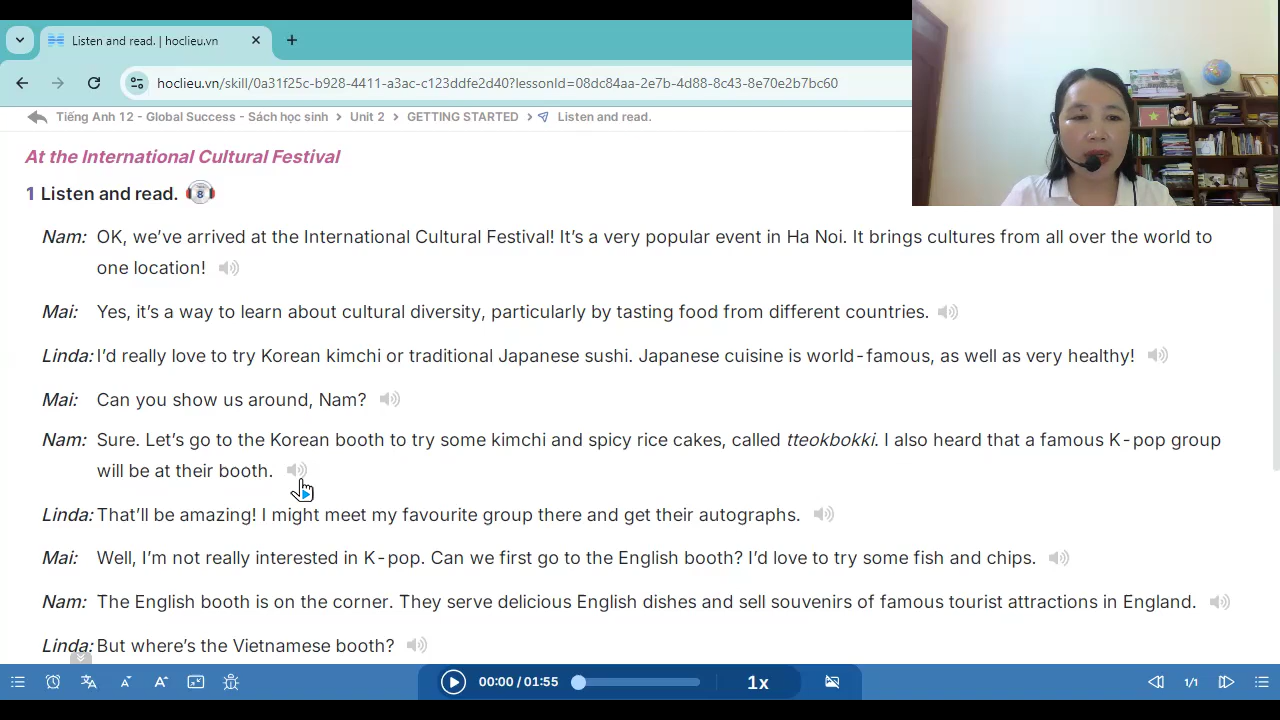 Listen and read. | hoclieu.vn
hoclieu.vn/skill/0a31f25c-b928-4411-a3ac-c123ddfe2d40?lessonId=08dc84aa-2e7b-4d88-8c43-8e70e2b7bc60
Tiếng Anh 12 - Global Success - Sách học sinh > Unit 2 > GETTING STARTED > Listen and read.
At the International Cultural Festival
1 Listen and read. 8
Nam: OK, we've arrived at the International Cultural Festival! It's a very popular event in Ha Noi. It brings cultures from all over the world to
one location!
Mai: Yes, it's a way to learn about cultural diversity, particularly by tasting food from different countries.
Linda: I'd really love to try Korean kimchi or traditional Japanese sushi. Japanese cuisine is world-famous, as well as very healthy!
Mai: Can you show us around, Nam?
Nam: Sure. Let's go to the Korean booth to try some kimchi and spicy rice cakes, called tteokbokki. I also heard that a famous K-pop group
will be at their booth.
Linda: That'll be amazing! I might meet my favourite group there and get their autographs.
Mai: Well, I'm not really interested in K-pop. Can we first go to the English booth? I'd love to try some fish and chips.
Nam: The English booth is on the corner. They serve delicious English dishes and sell souvenirs of famous tourist attractions in England.
Linda: But where's the Vietnamese booth?
00:00 / 01:55 1x 1/1